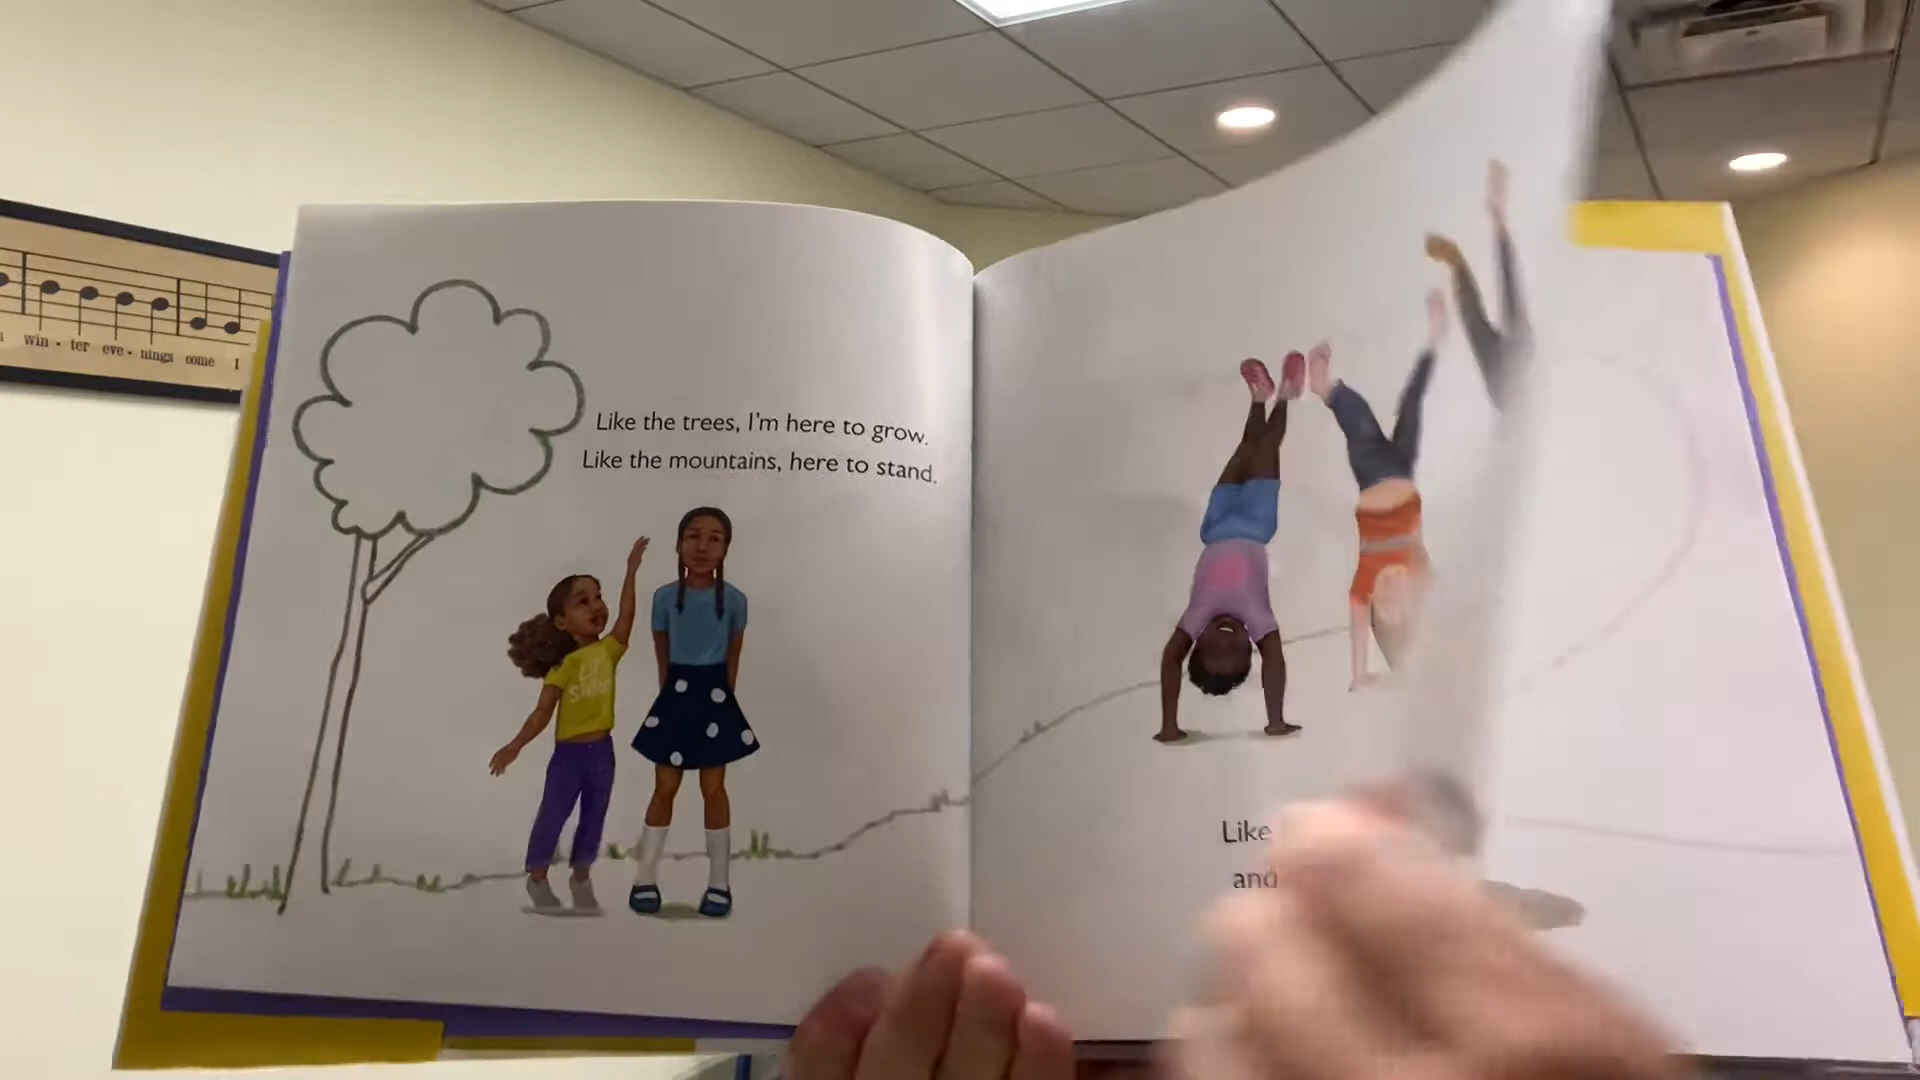 win - ter eve - nings come I
Like the trees, I'm here to grow.
Like the mountains, here to stand.
Like
and